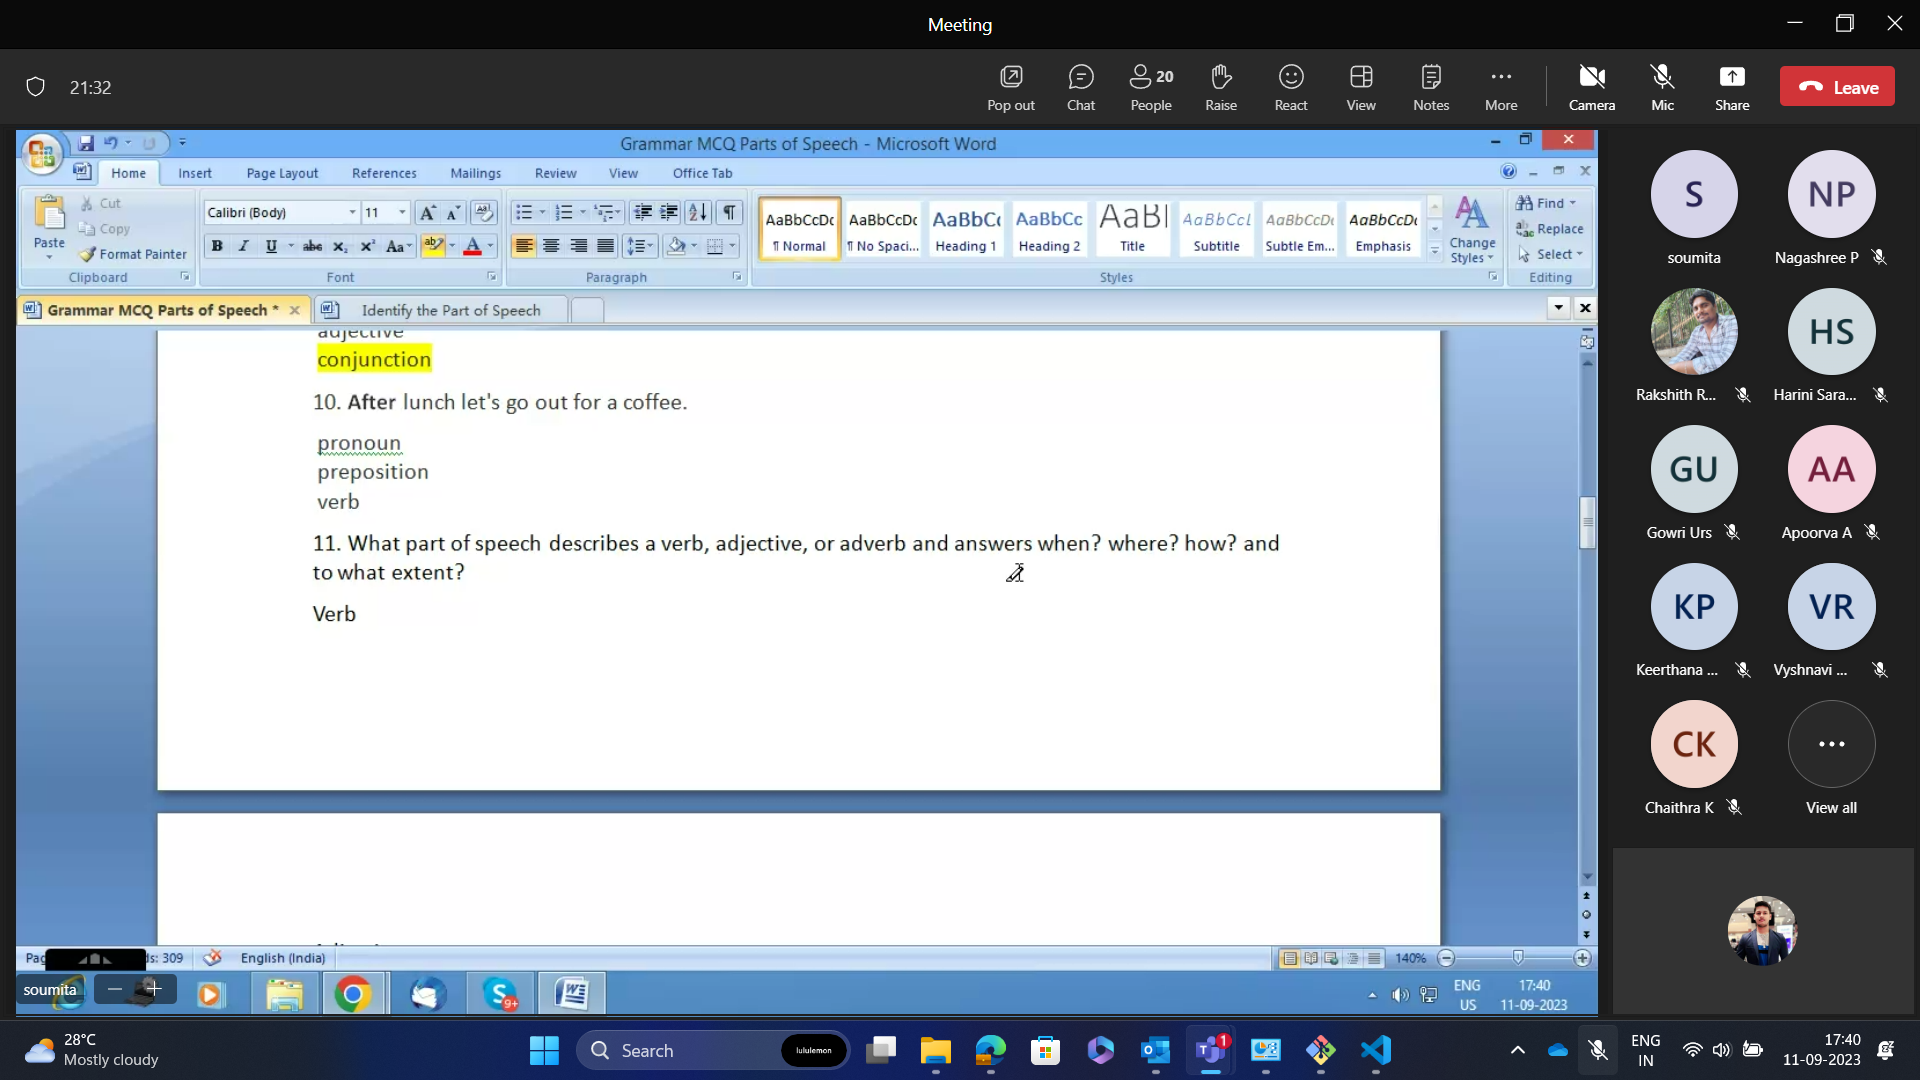 Meeting
21:32
Pop out
Chat
20
People
Raise
React
View
Notes
More
Camera
Mic
Share
Leave
Grammar MCQ Parts of Speech - Microsoft Word
Home Insert Page Layout References Mailings Review View Office Tab
Paste
Cut
Copy
Format Painter
Clipboard
Calibri (Body) 11
Font
Paragraph
AaBbCcDc
¶ Normal
AaBbCcDc
¶ No Spaci...
AaBbCc
Heading 1
AaBbCc
Heading 2
AaBl
Title
AaBbCcL
Subtitle
AaBbCcDc
Subtle Em...
AaBbCcDc
Emphasis
Change
Styles
Styles
Find
Replace
Select
Editing
Grammar MCQ Parts of Speech *
Identify the Part of Speech
adjective
conjunction
10. After lunch let's go out for a coffee.
pronoun
preposition
verb
11. What part of speech describes a verb, adjective, or adverb and answers when? where? how? and
to what extent?
Verb
ds: 309
English (India)
140%
soumita
9+
ENG
US
17:40
11-09-2023
S
soumita
NP
Nagashree P
Rakshith R...
HS
Harini Sara...
GU
Gowri Urs
AA
Apoorva A
KP
Keerthana ...
VR
Vyshnavi ...
CK
Chaithra K
View all
28°C
Mostly cloudy
Search
lululemon
1
ENG
IN
17:40
11-09-2023